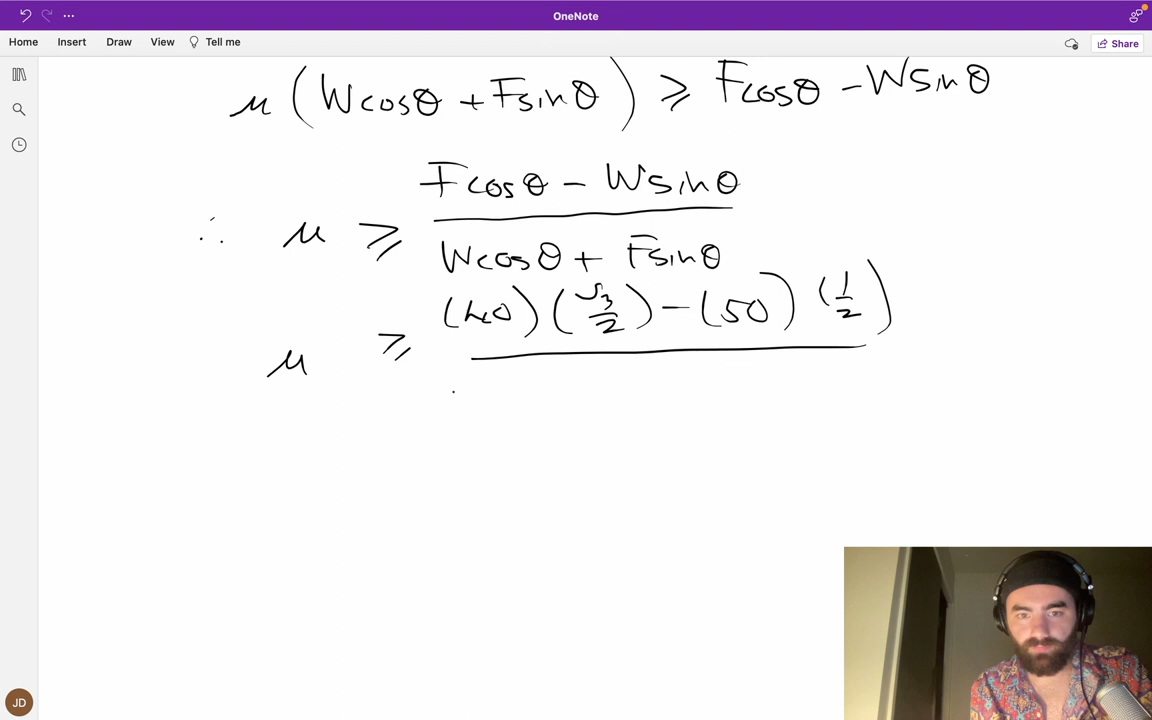 OneNote
Home Insert Draw View Tell me Share
μ (Wcosθ + Fsinθ) ⩾ Fcosθ - Wsinθ
Fcosθ - Wsinθ
∴ μ ⩾
Wcosθ + Fsinθ
(40) (√3/2) - (50) (1/2)
μ ⩾
JD